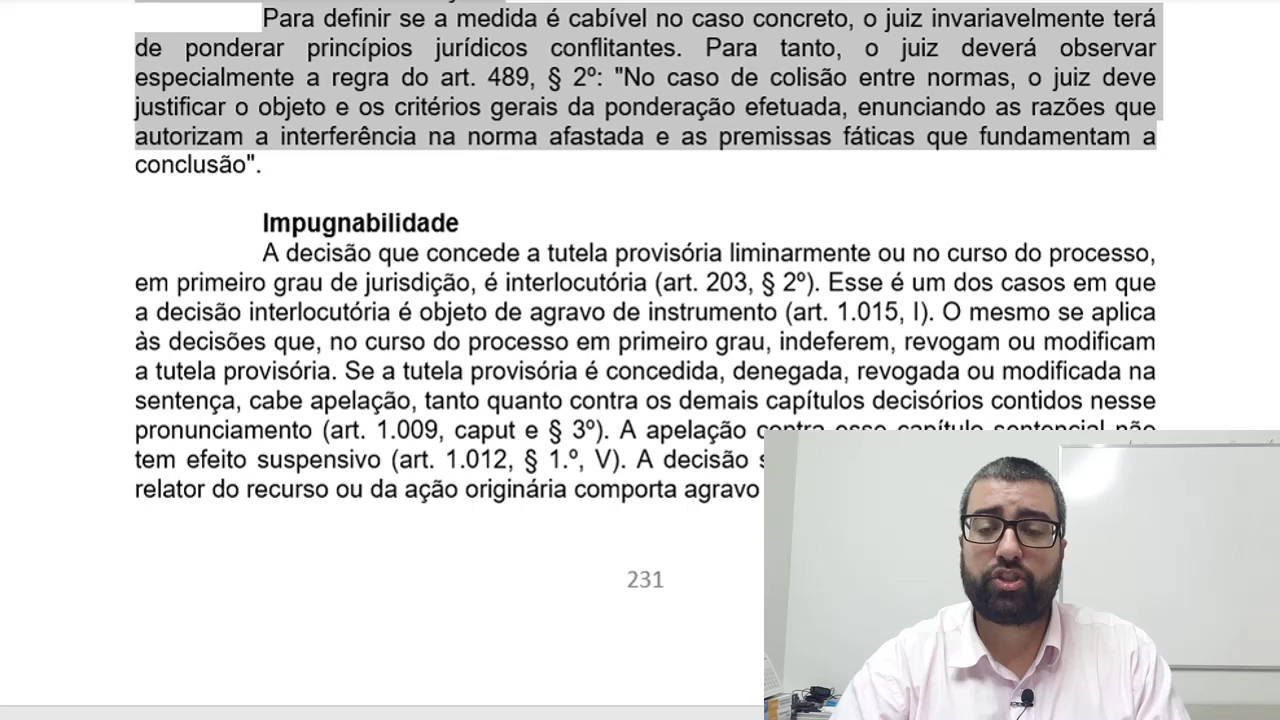 Para definir se a medida é cabível no caso concreto, o juiz invariavelmente terá
de ponderar princípios jurídicos conflitantes. Para tanto, o juiz deverá observar
especialmente a regra do art. 489, § 2º: "No caso de colisão entre normas, o juiz deve
justificar o objeto e os critérios gerais da ponderação efetuada, enunciando as razões que
autorizam a interferência na norma afastada e as premissas fáticas que fundamentam a
conclusão".
Impugnabilidade
A decisão que concede a tutela provisória liminarmente ou no curso do processo,
em primeiro grau de jurisdição, é interlocutória (art. 203, § 2º). Esse é um dos casos em que
a decisão interlocutória é objeto de agravo de instrumento (art. 1.015, I). O mesmo se aplica
às decisões que, no curso do processo em primeiro grau, indeferem, revogam ou modificam
a tutela provisória. Se a tutela provisória é concedida, denegada, revogada ou modificada na
sentença, cabe apelação, tanto quanto contra os demais capítulos decisórios contidos nesse
pronunciamento (art. 1.009, caput e § 3º). A apelação contra esse capítulo sentencial não
tem efeito suspensivo (art. 1.012, § 1.º, V). A decisão
relator do recurso ou da ação originária comporta agravo
231